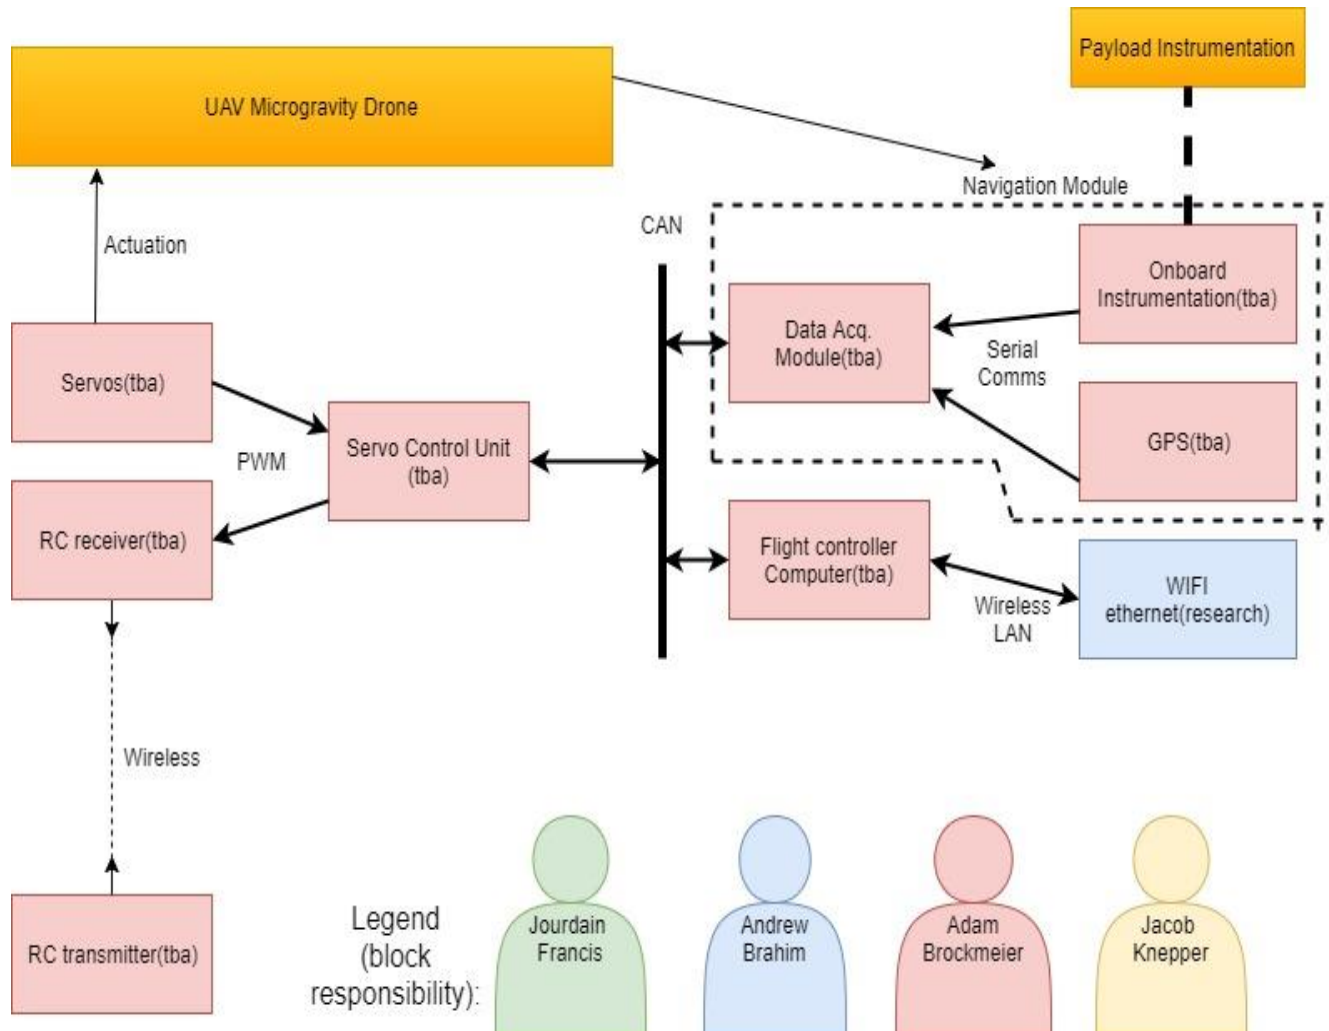 Payload Instrumentation
UAV Microgravity Drone
Navigation Module
CAN
Actuation
Onboard
Instrumentation(tba)
Data Acq.
Module(tba)
Serial
Comms
Servos(tba)
PWM
Servo Control Unit
(tba)
GPS(tba)
RC receiver(tba)
Flight controller
Computer(tba)
Wireless
LAN
WIFI
ethernet(research)
Wireless
RC transmitter(tba)
Legend
(block
responsibility):
Jourdain
Francis
Andrew
Brahim
Adam
Brockmeier
Jacob
Knepper